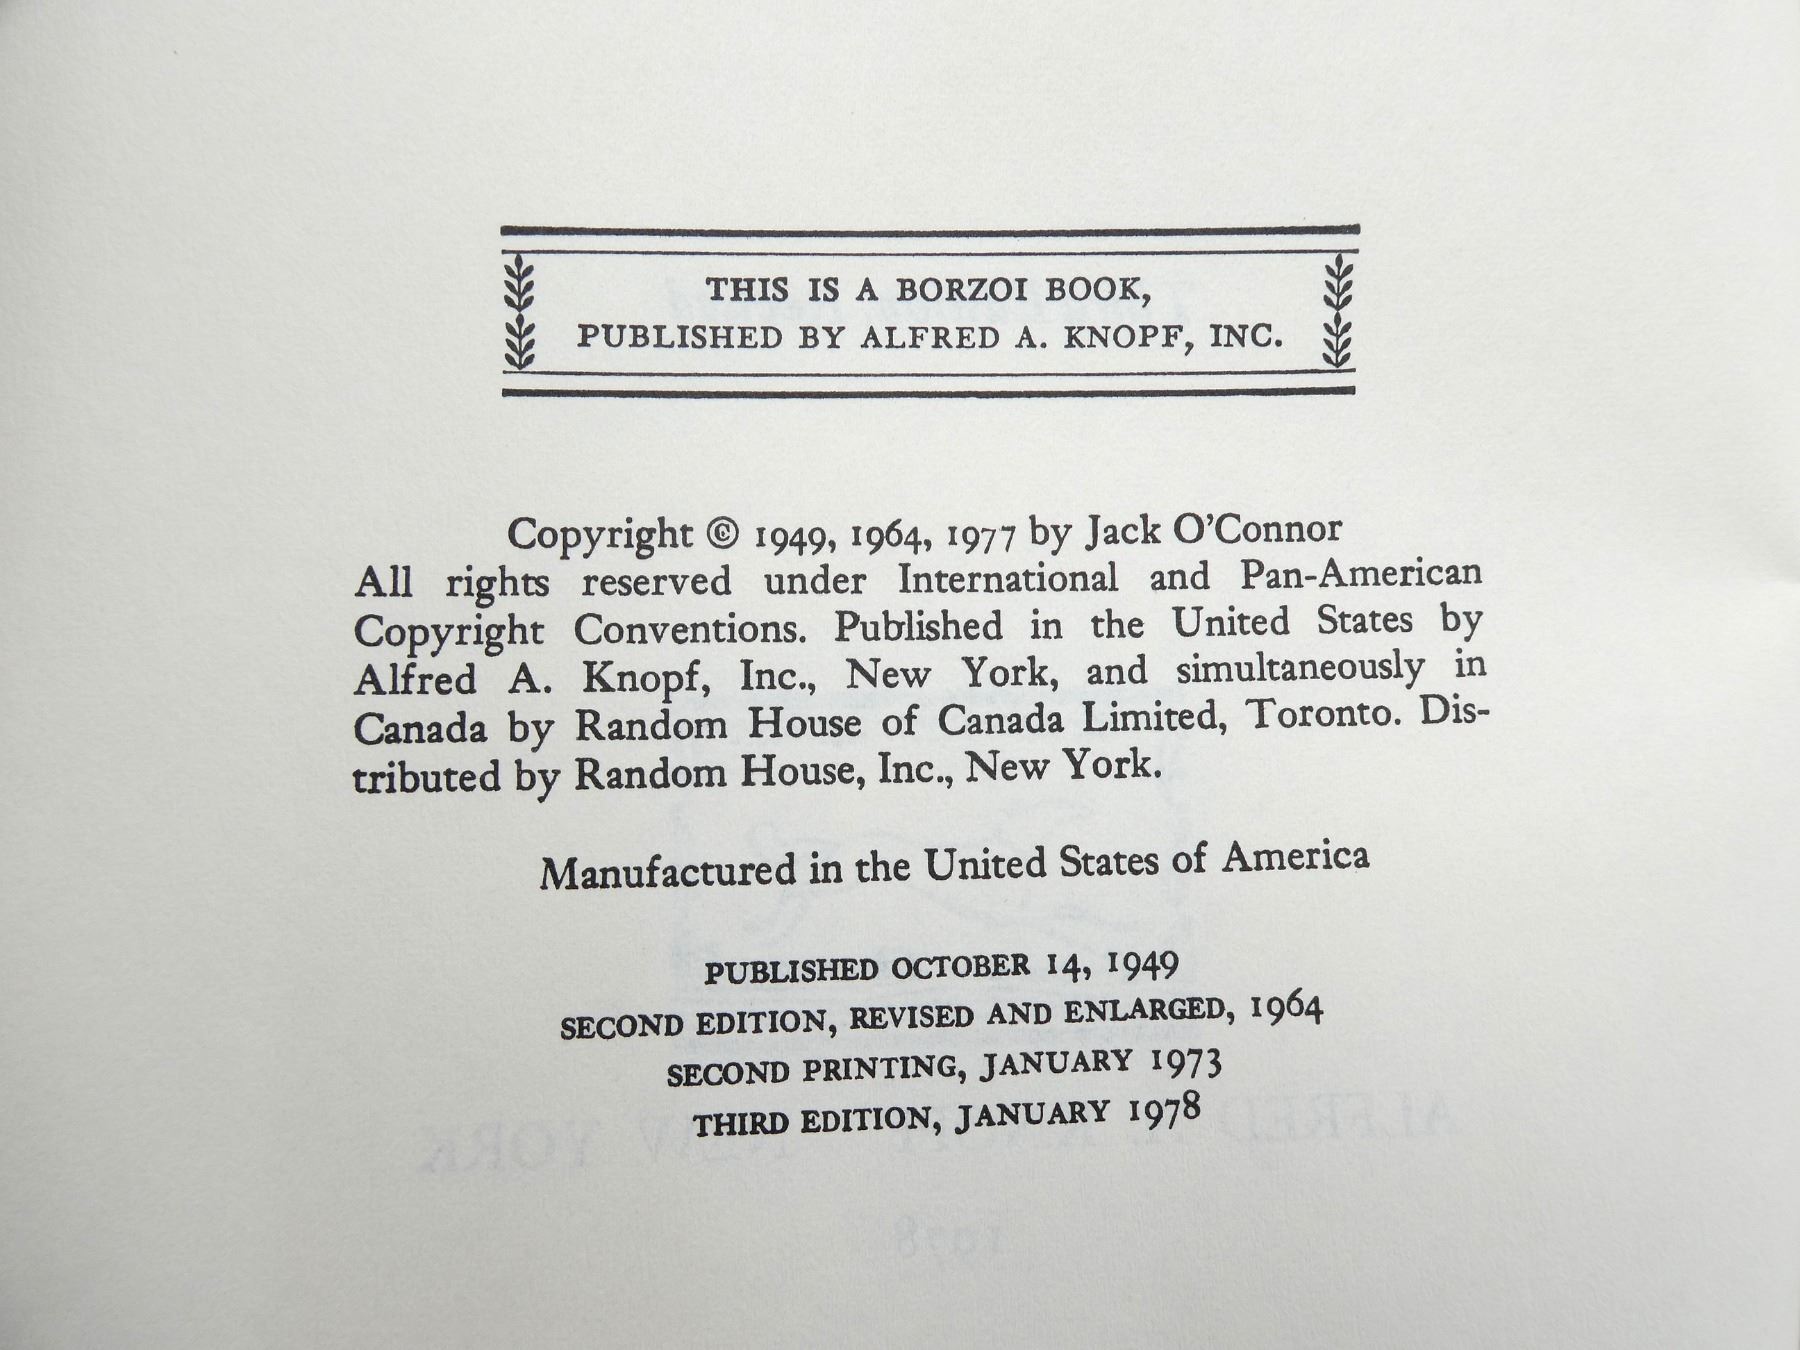 THIS IS A BORZOI BOOK,
PUBLISHED BY ALFRED A. KNOPF, INC.
Copyright © 1949, 1964, 1977 by Jack O'Connor
All rights reserved under International and Pan-American
Copyright Conventions. Published in the United States by
Alfred A. Knopf, Inc., New York, and simultaneously in
Canada by Random House of Canada Limited, Toronto. Dis-
tributed by Random House, Inc., New York.
Manufactured in the United States of America
PUBLISHED OCTOBER 14, 1949
SECOND EDITION, REVISED AND ENLARGED, 1964
SECOND PRINTING, JANUARY 1973
THIRD EDITION, JANUARY 1978